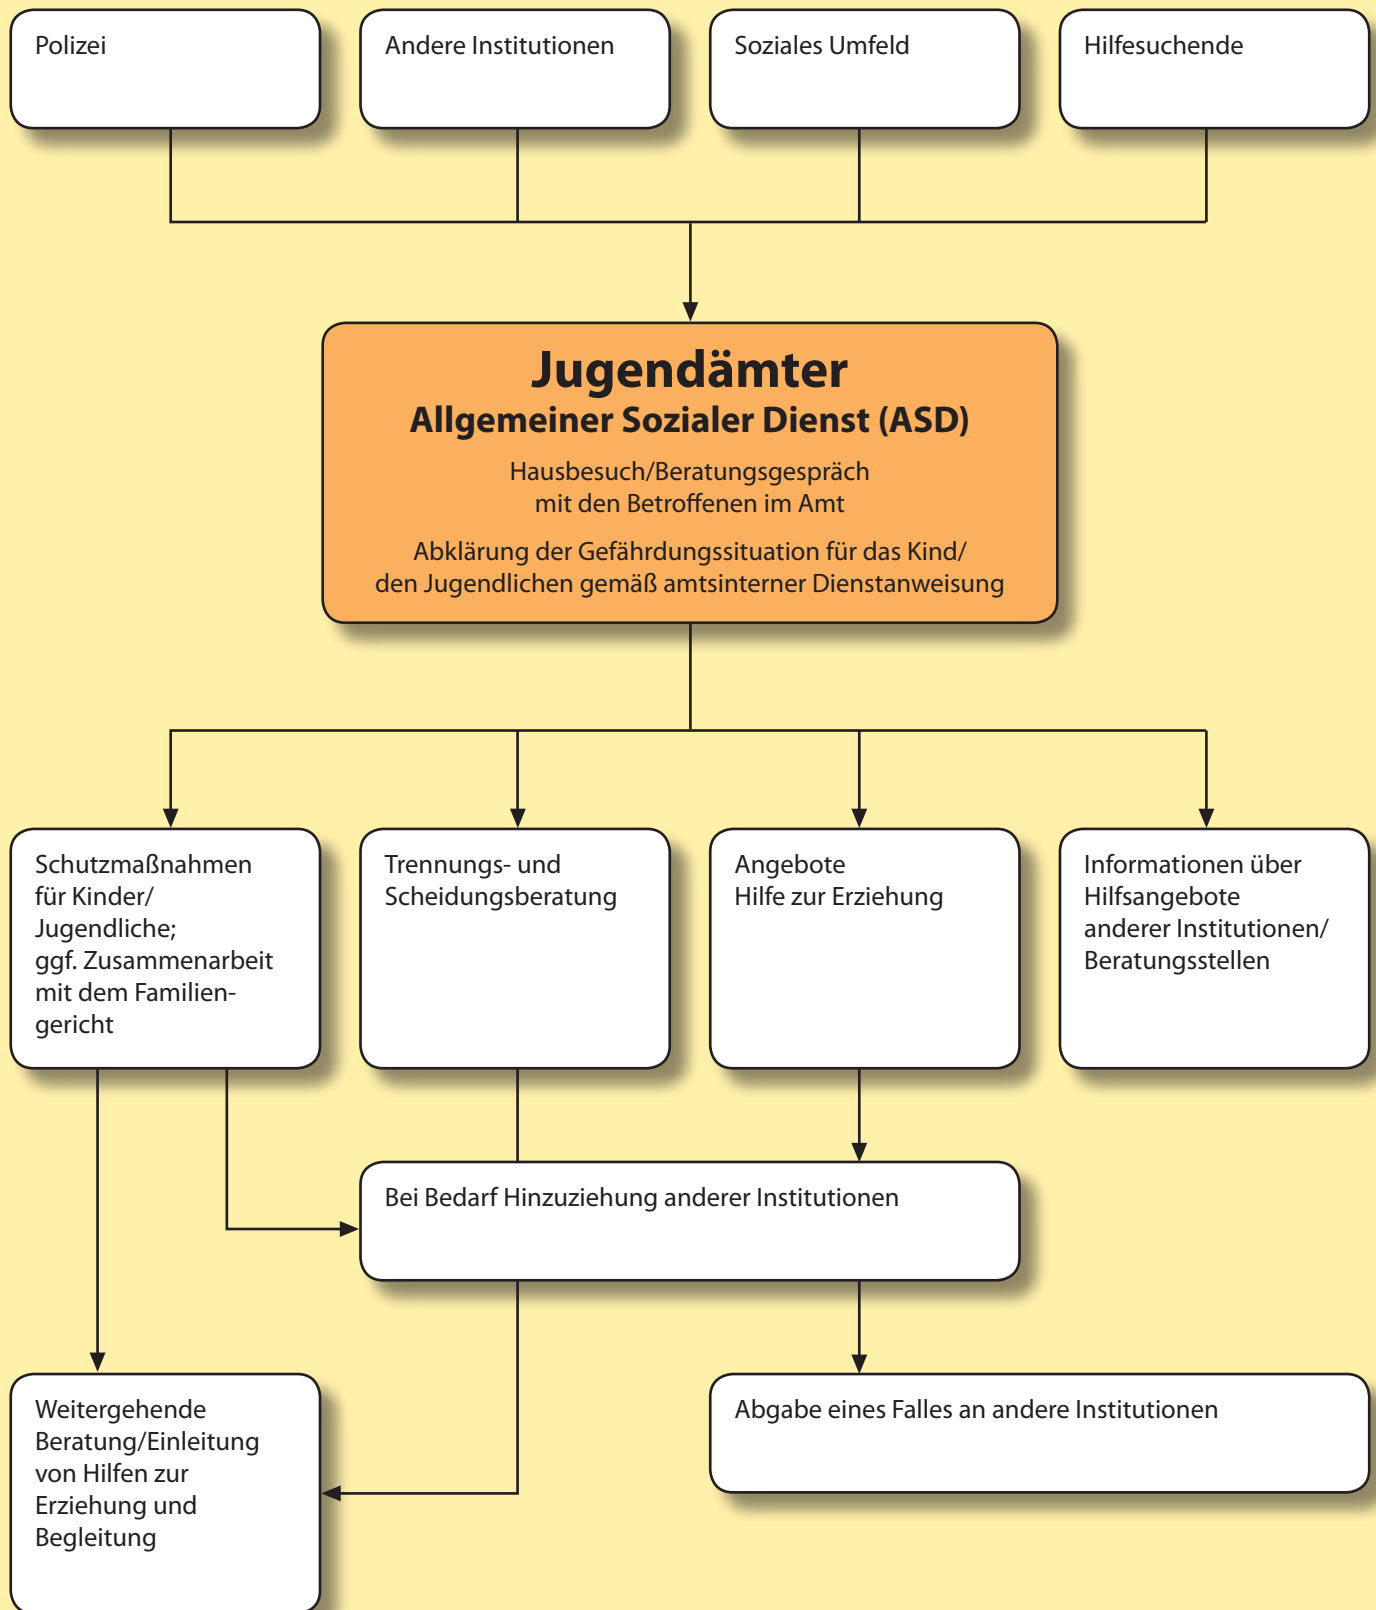 Polizei
Andere Institutionen
Soziales Umfeld
Hilfesuchende
Jugendämter
Allgemeiner Sozialer Dienst (ASD)
Hausbesuch/Beratungsgespräch
mit den Betroffenen im Amt
Abklärung der Gefährdungssituation für das Kind/
den Jugendlichen gemäß amtsinterner Dienstanweisung
Schutzmaßnahmen
für Kinder/
Jugendliche;
ggf. Zusammenarbeit
mit dem Familien-
gericht
Trennungs- und
Scheidungsberatung
Angebote
Hilfe zur Erziehung
Informationen über
Hilfsangebote
anderer Institutionen/
Beratungsstellen
Bei Bedarf Hinzuziehung anderer Institutionen
Weitergehende
Beratung/Einleitung
von Hilfen zur
Erziehung und
Begleitung
Abgabe eines Falles an andere Institutionen